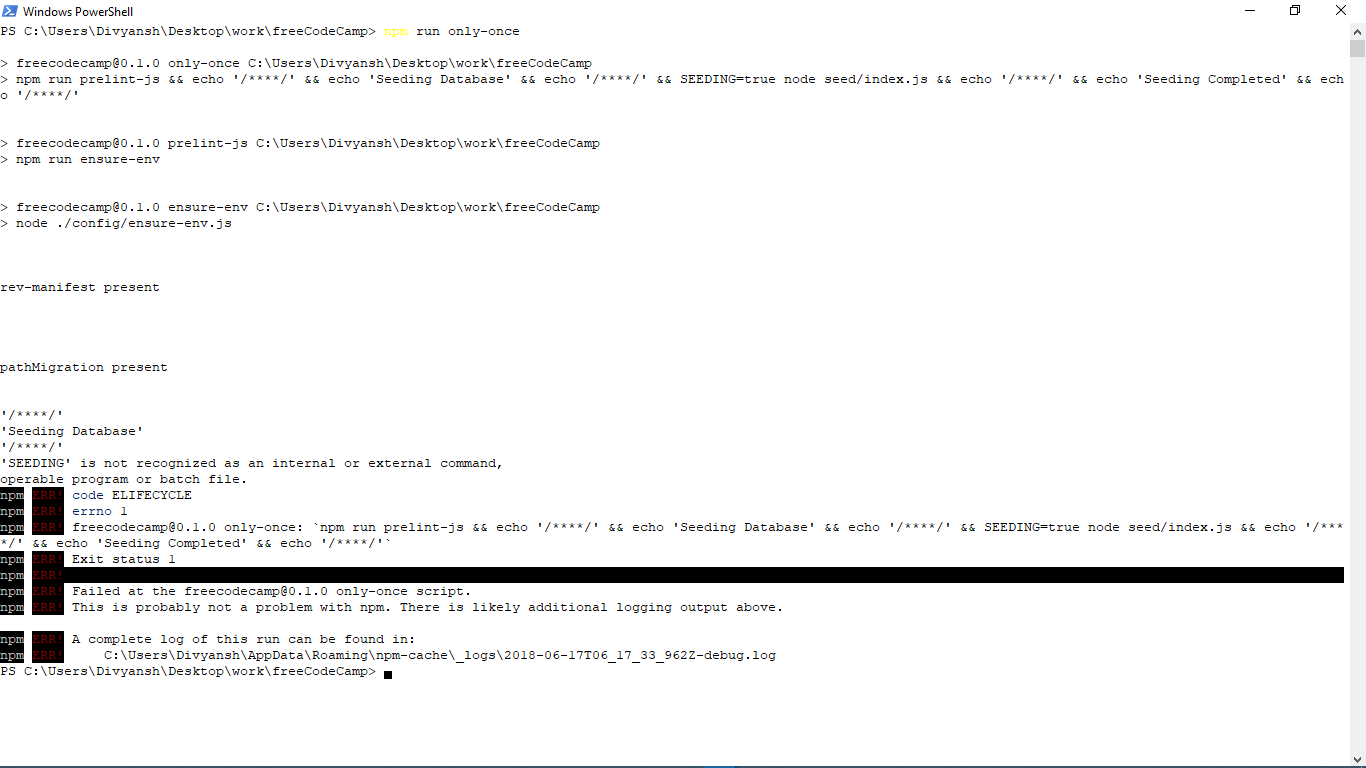 Windows PowerShell
PS C:\Users\Divyansh\Desktop\work\freeCodeCamp> npm run only-once
> freecodecamp@0.1.0 only-once C:\Users\Divyansh\Desktop\work\freeCodeCamp
> npm run prelint-js && echo '/****/' && echo 'Seeding Database' && echo '/****/' && SEEDING=true node seed/index.js && echo '/****/' && echo 'Seeding Completed' && ech
o '/****/'
> freecodecamp@0.1.0 prelint-js C:\Users\Divyansh\Desktop\work\freeCodeCamp
> npm run ensure-env
> freecodecamp@0.1.0 ensure-env C:\Users\Divyansh\Desktop\work\freeCodeCamp
> node ./config/ensure-env.js
rev-manifest present
pathMigration present
'/****/'
'Seeding Database'
'/****/'
'SEEDING' is not recognized as an internal or external command,
operable program or batch file.
npm ERR! code ELIFECYCLE
npm ERR! errno 1
npm ERR! freecodecamp@0.1.0 only-once: `npm run prelint-js && echo '/****/' && echo 'Seeding Database' && echo '/****/' && SEEDING=true node seed/index.js && echo '/***
*/' && echo 'Seeding Completed' && echo '/****/'`
npm ERR! Exit status 1
npm ERR!
npm ERR! Failed at the freecodecamp@0.1.0 only-once script.
npm ERR! This is probably not a problem with npm. There is likely additional logging output above.
npm ERR! A complete log of this run can be found in:
npm ERR!     C:\Users\Divyansh\AppData\Roaming\npm-cache\_logs\2018-06-17T06_17_33_962Z-debug.log
PS C:\Users\Divyansh\Desktop\work\freeCodeCamp>